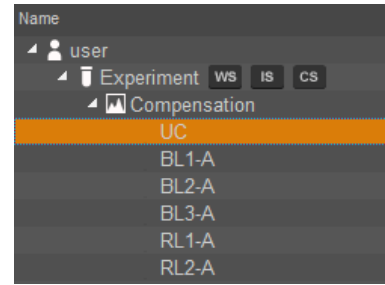 Name
user
Experiment WS IS CS
Compensation
UC
BL1-A
BL2-A
BL3-A
RL1-A
RL2-A